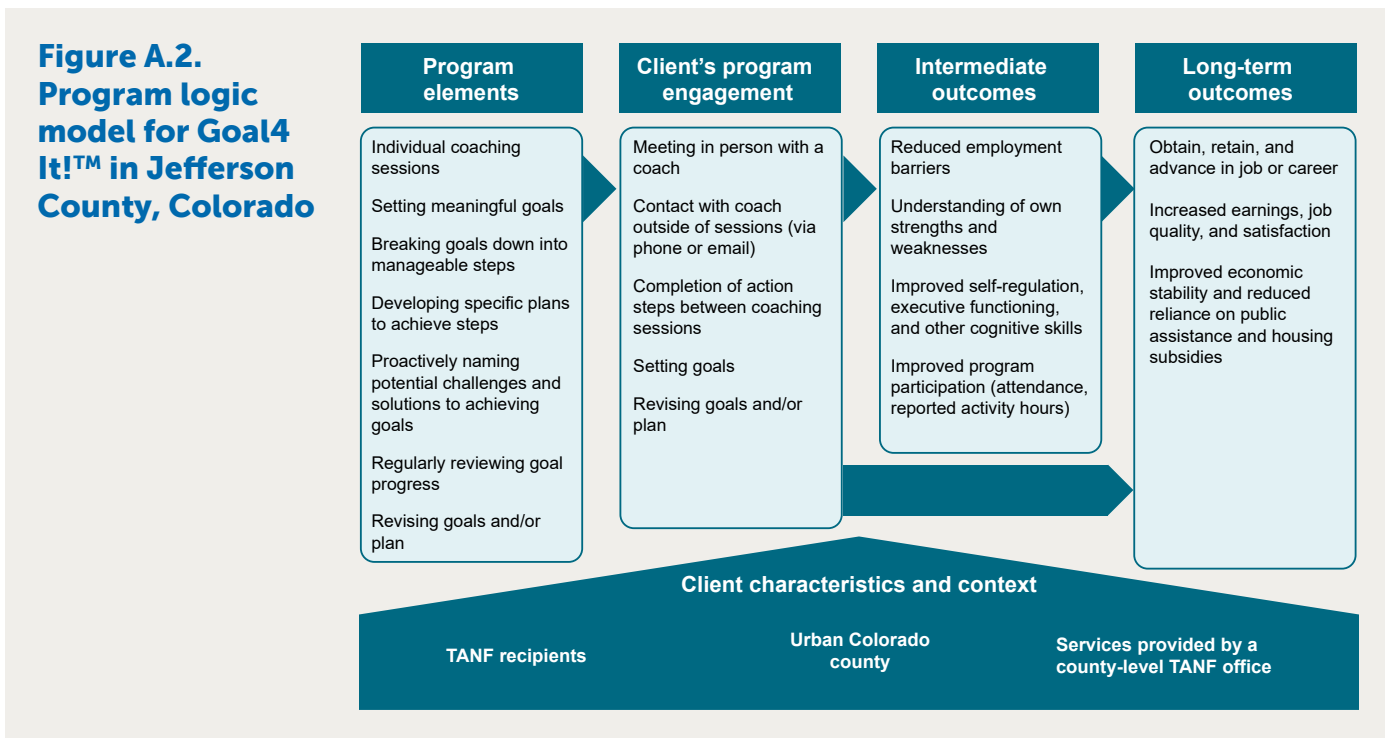 Figure A.2.
Program logic
model for Goal4
It!™ in Jefferson
County, Colorado
Program
elements
Individual coaching
sessions
Setting meaningful goals
Breaking goals down into
manageable steps
Developing specific plans
to achieve steps
Proactively naming
potential challenges and
solutions to achieving
goals
Regularly reviewing goal
progress
Revising goals and/or
plan
Client’s program
engagement
Meeting in person with a
coach
Contact with coach
outside of sessions (via
phone or email)
Completion of action
steps between coaching
sessions
Setting goals
Revising goals and/or
plan
Intermediate
outcomes
Reduced employment
barriers
Understanding of own
strengths and
weaknesses
Improved self-regulation,
executive functioning,
and other cognitive skills
Improved program
participation (attendance,
reported activity hours)
Long-term
outcomes
Obtain, retain, and
advance in job or career
Increased earnings, job
quality, and satisfaction
Improved economic
stability and reduced
reliance on public
assistance and housing
subsidies
Client characteristics and context
TANF recipients
Urban Colorado
county
Services provided by a
county-level TANF office